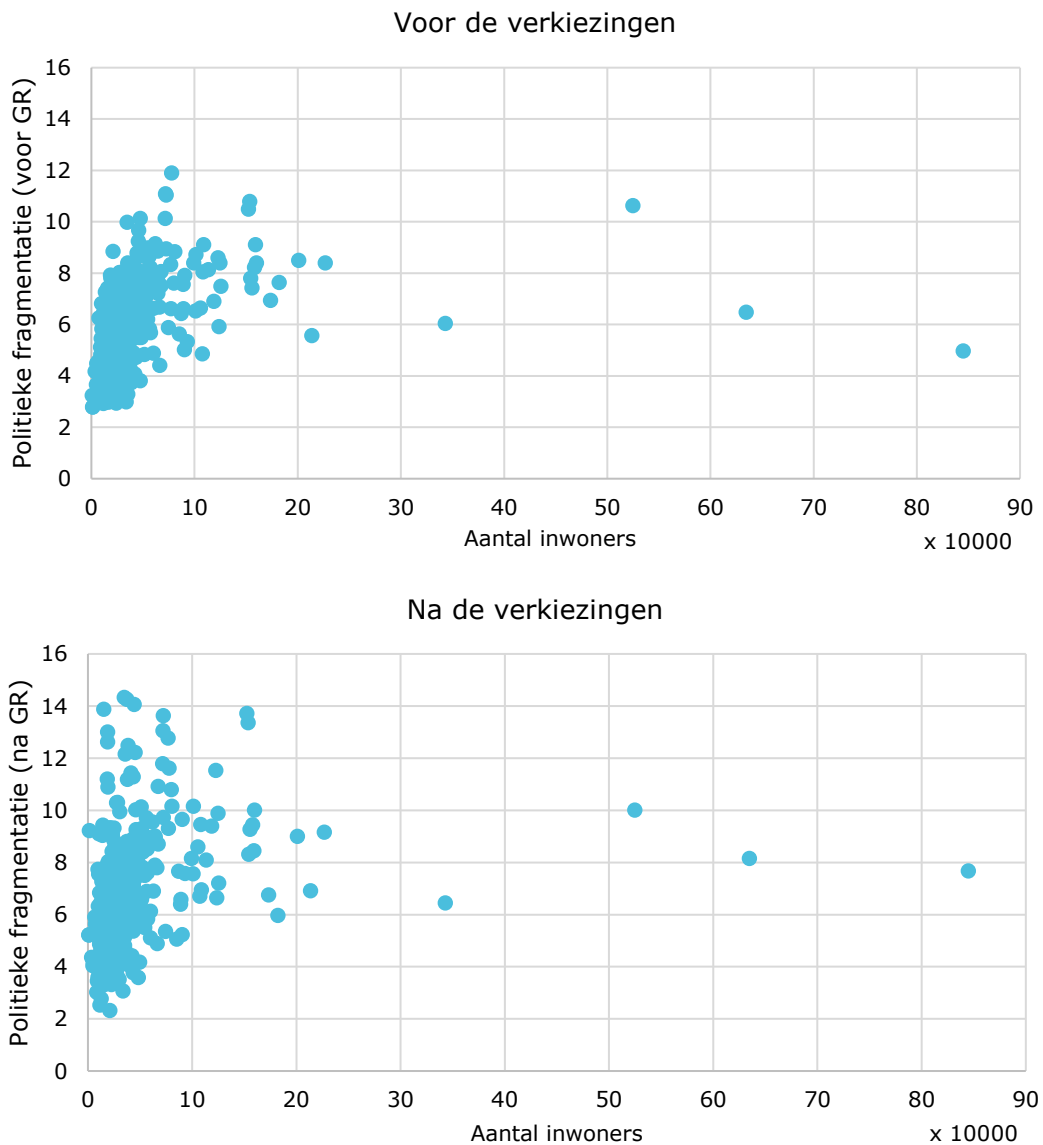 Voor de verkiezingen
Politieke fragmentatie (voor GR)
16
14
12
10
8
6
4
2
0
0 10 20 30 40 50 60 70 80 90
Aantal inwoners
x 10000
Na de verkiezingen
Politieke fragmentatie (na GR)
16
14
12
10
8
6
4
2
0
0 10 20 30 40 50 60 70 80 90
Aantal inwoners
x 10000